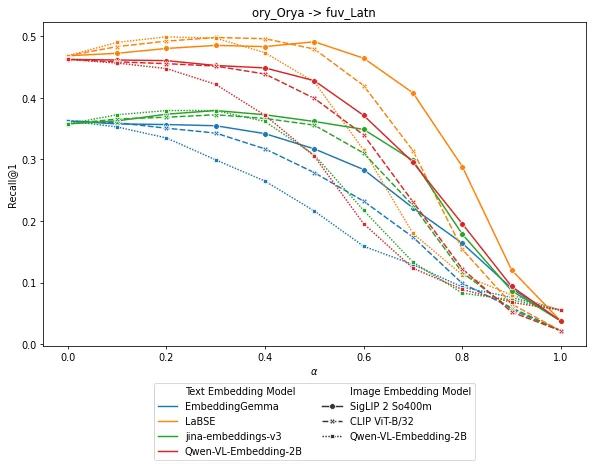 ory_Orya -> fuv_Latn
Recall@1
0.5
0.4
0.3
0.2
0.1
0.0
0.0 0.2 0.4 0.6 0.8 1.0
α
Text Embedding Model
EmbeddingGemma
LaBSE
jina-embeddings-v3
Qwen-VL-Embedding-2B
Image Embedding Model
SigLIP 2 So400m
CLIP ViT-B/32
Qwen-VL-Embedding-2B